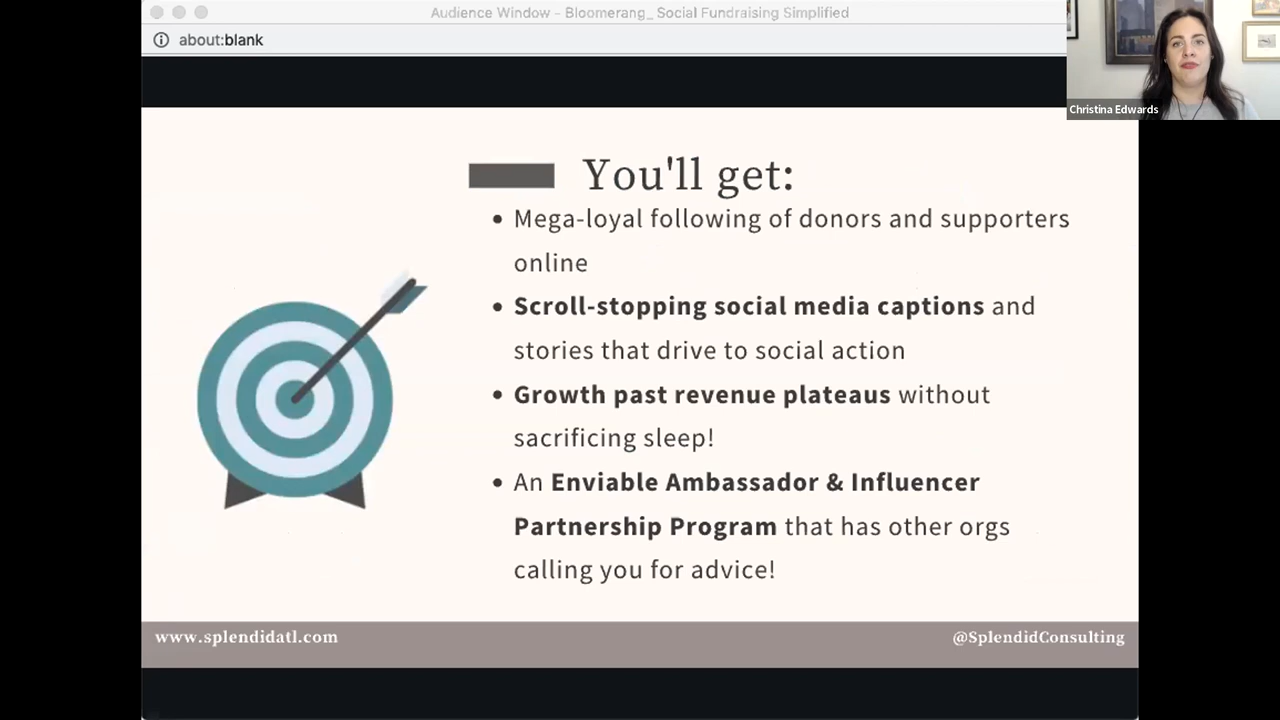 Audience Window - Bloomerang_ Social Fundraising Simplified
about:blank
Christina Edwards
You'll get:
• Mega-loyal following of donors and supporters
online
• Scroll-stopping social media captions and
stories that drive to social action
• Growth past revenue plateaus without
sacrificing sleep!
• An Enviable Ambassador & Influencer
Partnership Program that has other orgs
calling you for advice!
www.splendidatl.com
@SplendidConsulting